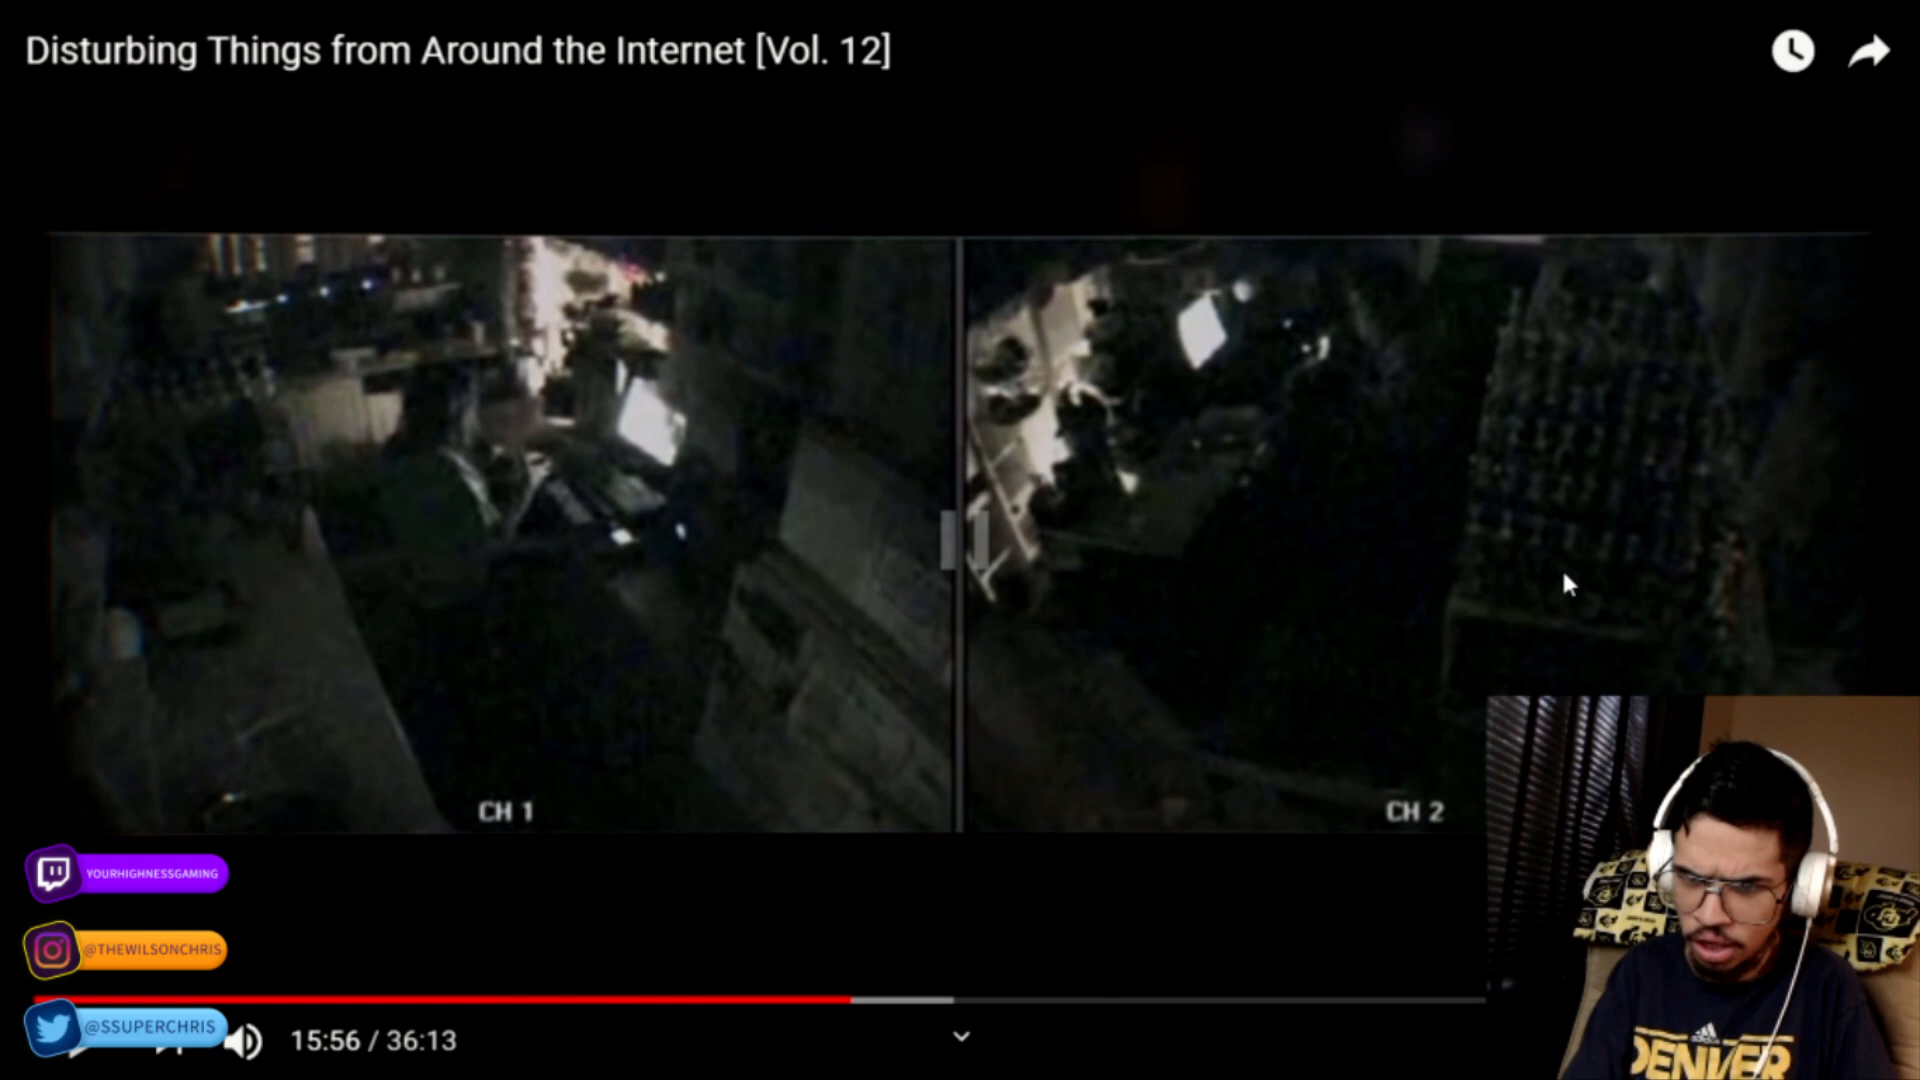 Disturbing Things from Around the Internet [Vol. 12]
CH 1
CH 2
YOURHIGHNESSGAMING
@THEWILSONCHRIS
@SSUPERCHRIS
15:56 / 36:13
adidas
DENVER